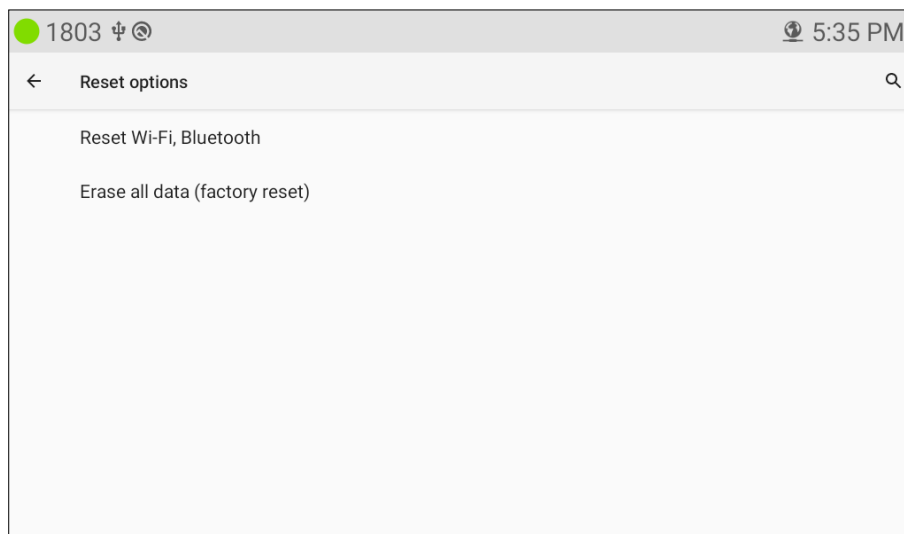 1803 5:35 PM
Reset options
Reset Wi-Fi, Bluetooth
Erase all data (factory reset)